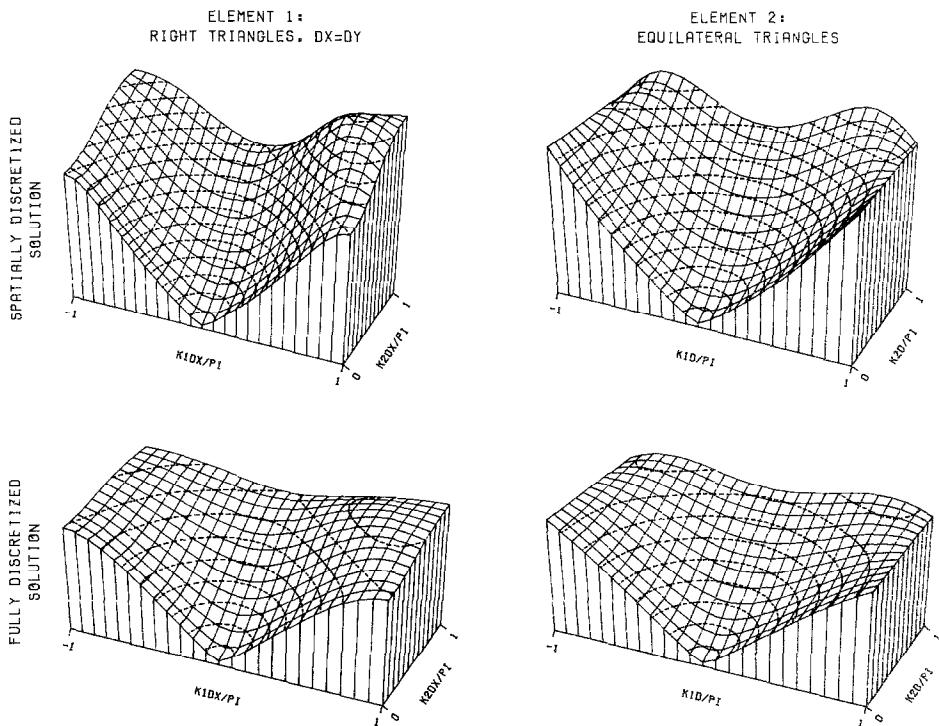 ELEMENT 1:
RIGHT TRIANGLES, DX=DY
ELEMENT 2:
EQUILATERAL TRIANGLES
SPATIALLY DISCRETIZED
SOLUTION
-1
K1DX/PI
1
0
K2DX/PI
1
-1
K1D/PI
1
0
K2D/PI
1
FULLY DISCRETIZED
SOLUTION
-1
K1DX/PI
1
0
K2DX/PI
1
-1
K1D/PI
1
0
K2D/PI
1